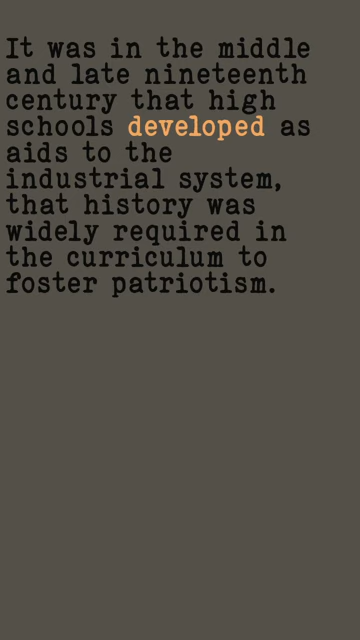 It was in the middle
and late nineteenth
century that high
schools developed as
aids to the
industrial system,
that history was
widely required in
the curriculum to
foster patriotism.